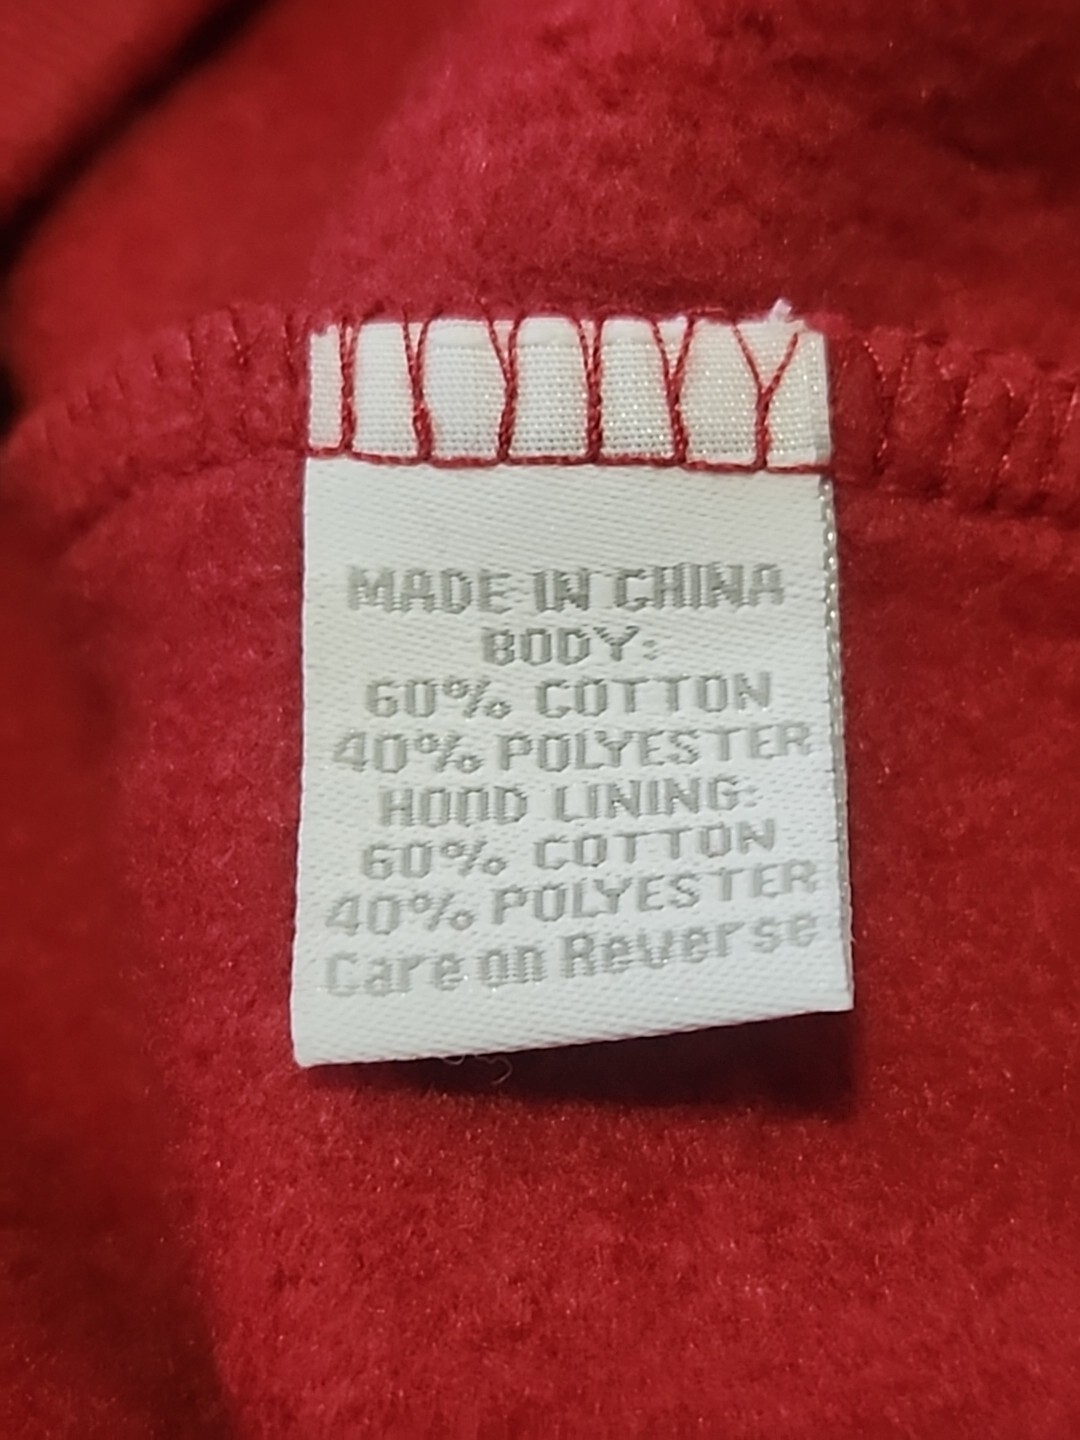 MADE IN CHINA
BODY:
60% COTTON
40% POLYESTER
HOOD LINING:
60% COTTON
40% POLYESTER
Care on Reverse